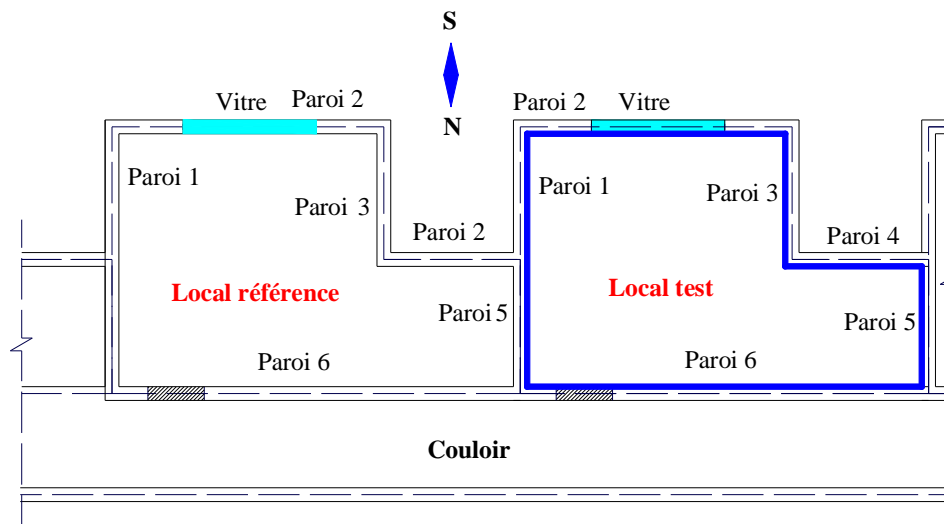 S
N
Vitre
Paroi 2
Paroi 1
Paroi 3
Paroi 2
Local référence
Paroi 5
Paroi 6
Paroi 2
Vitre
Paroi 1
Paroi 3
Paroi 4
Local test
Paroi 5
Paroi 6
Couloir